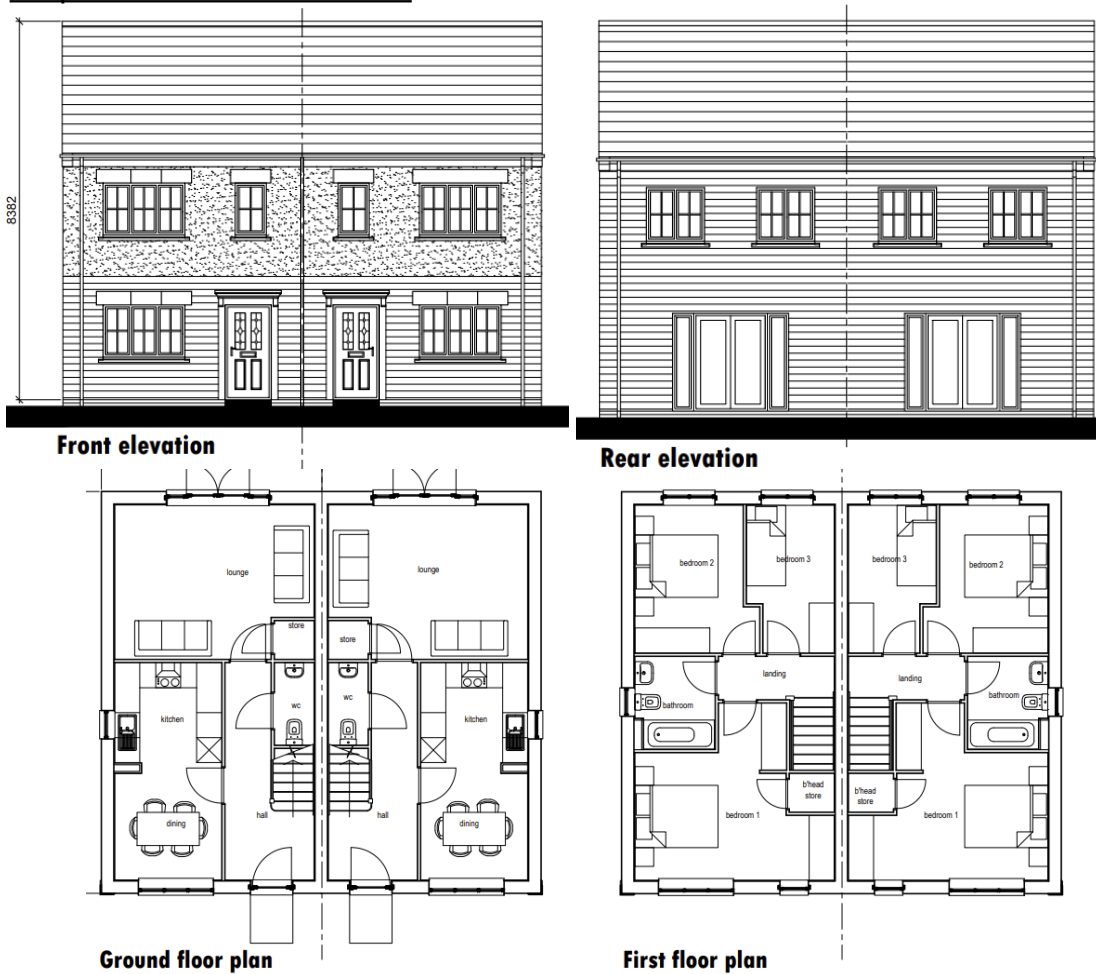 8382
Front elevation
Rear elevation
lounge
lounge
store
store
wc
wc
kitchen
kitchen
hall
hall
dining
dining
Ground floor plan
bedroom 2
bedroom 3
bedroom 3
bedroom 2
landing
landing
bathroom
bathroom
b'head
store
b'head
store
bedroom 1
bedroom 1
First floor plan